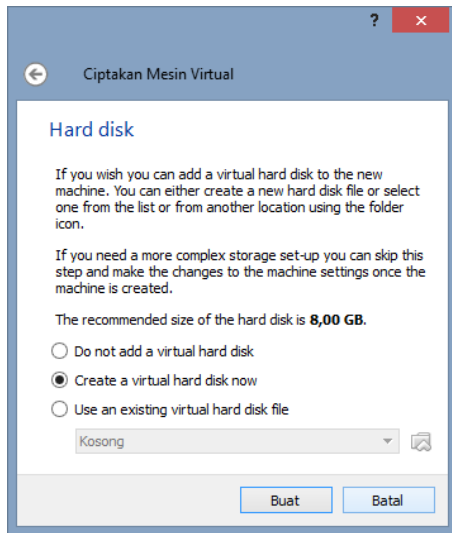 ?
Ciptakan Mesin Virtual
Hard disk
If you wish you can add a virtual hard disk to the new
machine. You can either create a new hard disk file or select
one from the list or from another location using the folder
icon.
If you need a more complex storage set-up you can skip this
step and make the changes to the machine settings once the
machine is created.
The recommended size of the hard disk is 8,00 GB.
Do not add a virtual hard disk
Create a virtual hard disk now
Use an existing virtual hard disk file
Kosong
Buat Batal